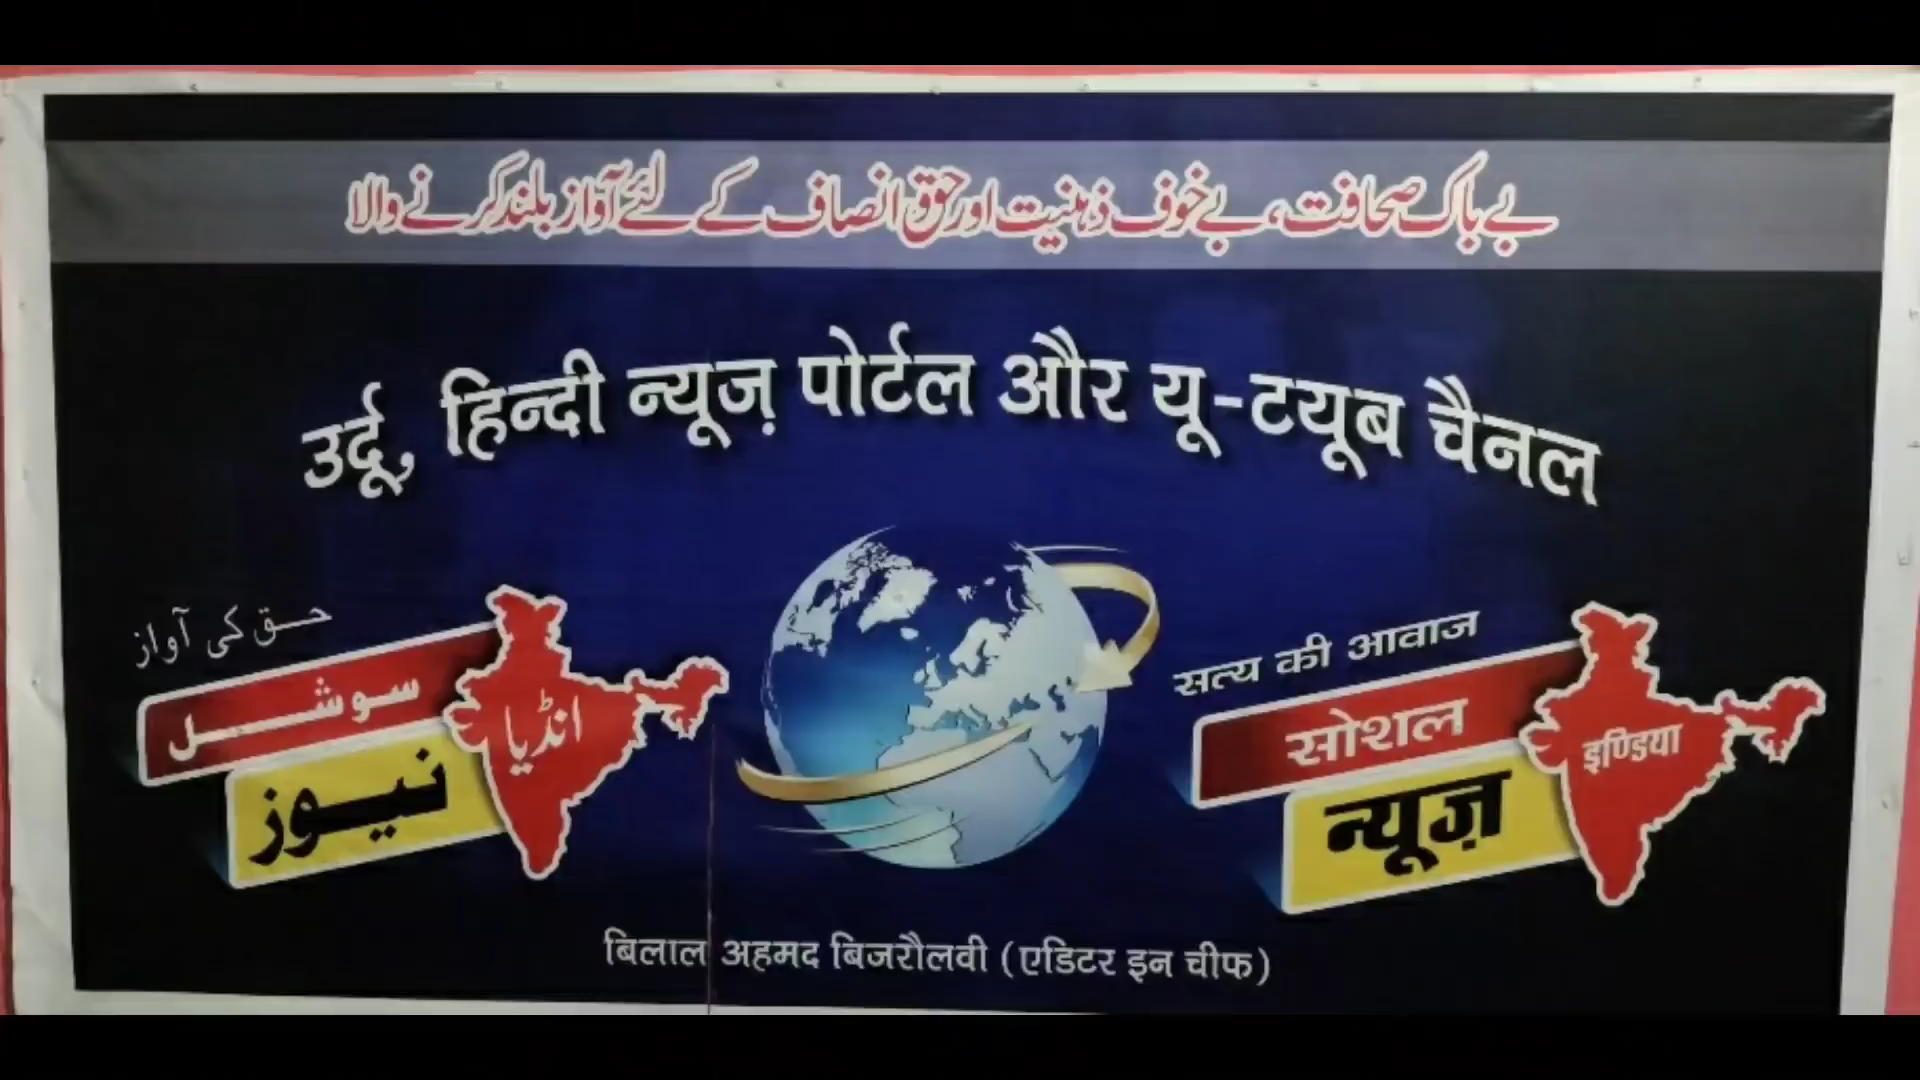 بے باک صحافت، بے خوف ذہنیت اور حق انصاف کے لئے آواز بلند کرنے والا
उर्दू, हिन्दी न्यूज़ पोर्टल और यू-टयूब चैनल
حق کی آواز
سوشل
انڈیا
نیوز
सत्य की आवाज
सोशल
इण्डिया
न्यूज़
बिलाल अहमद बिजरौलवी (एडिटर इन चीफ)